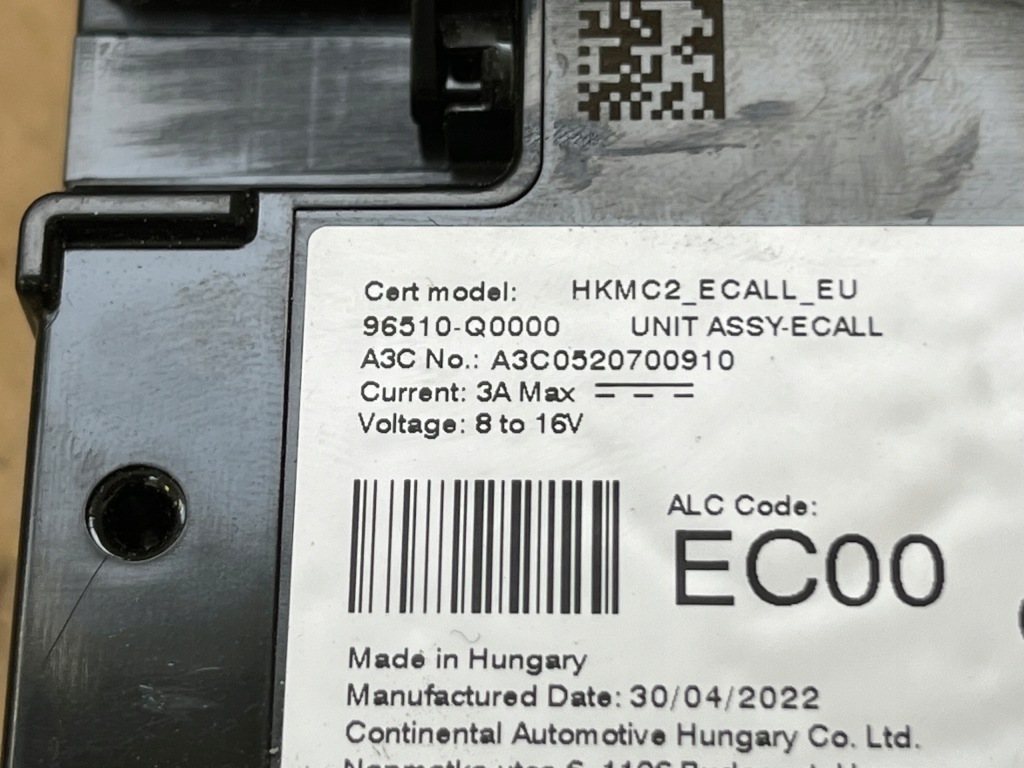 Cert model: HKMC2_ECALL_EU
96510-Q0000 UNIT ASSY-ECALL
A3C No.: A3C0520700910
Current: 3A Max
Voltage: 8 to 16V
ALC Code:
EC00
Made in Hungary
Manufactured Date: 30/04/2022
Continental Automotive Hungary Co. Ltd.